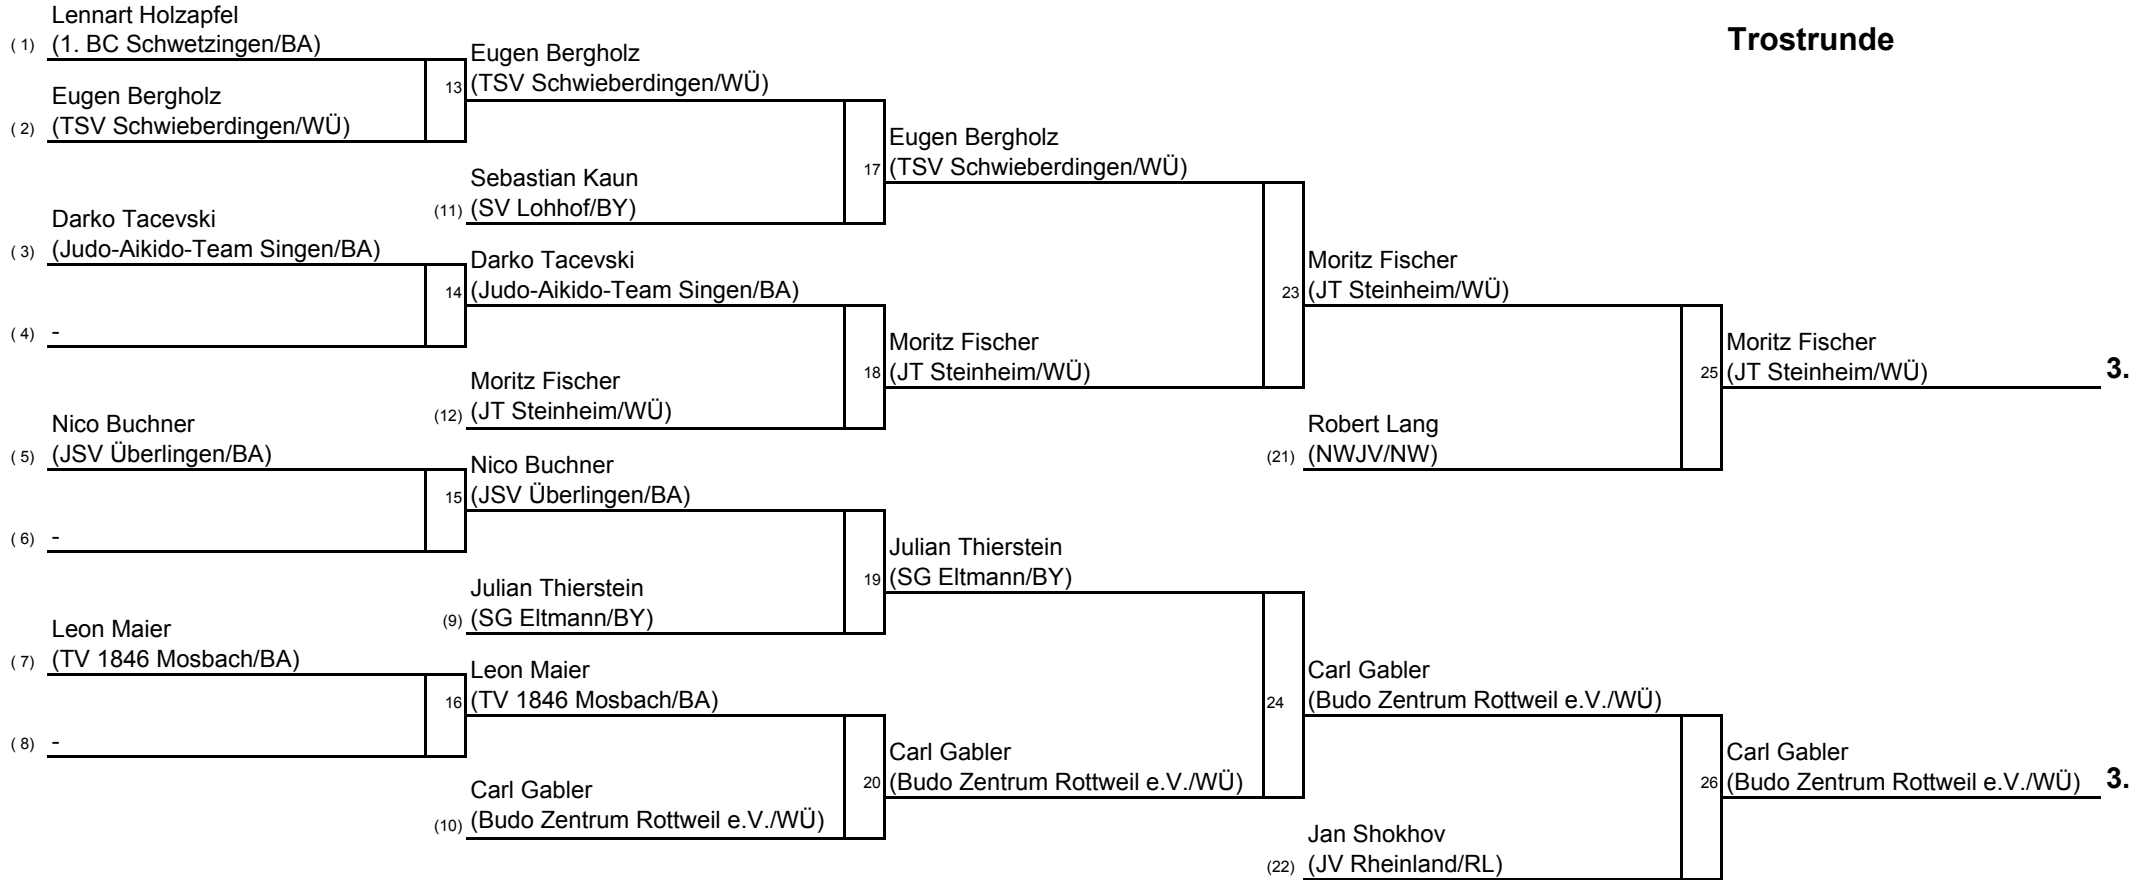 Trostrunde
Lennart Holzapfel
( 1) (1. BC Schwetzingen/BA)
Eugen Bergholz
( 2) (TSV Schwieberdingen/WÜ)
Darko Tacevski
( 3) (Judo-Aikido-Team Singen/BA)
( 4) -
Nico Buchner
( 5) (JSV Überlingen/BA)
( 6) -
Leon Maier
( 7) (TV 1846 Mosbach/BA)
( 8) -
Eugen Bergholz
13 (TSV Schwieberdingen/WÜ)
Sebastian Kaun
(11) (SV Lohhof/BY)
Darko Tacevski
14 (Judo-Aikido-Team Singen/BA)
Moritz Fischer
(12) (JT Steinheim/WÜ)
Nico Buchner
15 (JSV Überlingen/BA)
Julian Thierstein
(9) (SG Eltmann/BY)
Leon Maier
16 (TV 1846 Mosbach/BA)
Carl Gabler
(10) (Budo Zentrum Rottweil e.V./WÜ)
Eugen Bergholz
17 (TSV Schwieberdingen/WÜ)
Moritz Fischer
18 (JT Steinheim/WÜ)
Julian Thierstein
19 (SG Eltmann/BY)
Carl Gabler
20 (Budo Zentrum Rottweil e.V./WÜ)
Moritz Fischer
23 (JT Steinheim/WÜ)
Robert Lang
(21) (NWJV/NW)
Carl Gabler
24 (Budo Zentrum Rottweil e.V./WÜ)
Jan Shokhov
(22) (JV Rheinland/RL)
Moritz Fischer
25 (JT Steinheim/WÜ) 3.
Carl Gabler
26 (Budo Zentrum Rottweil e.V./WÜ) 3.